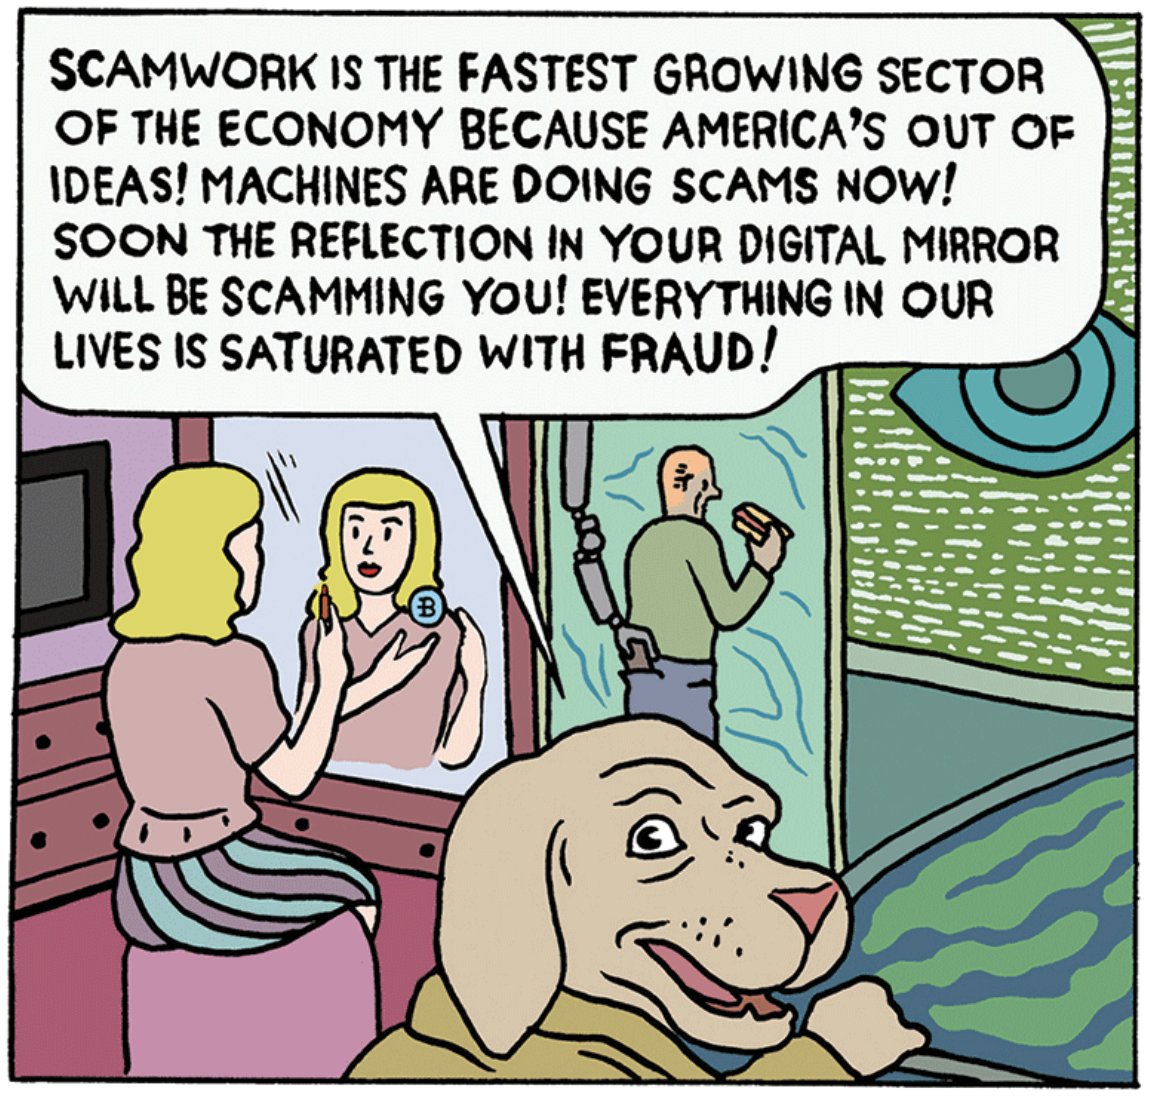 SCAMWORK IS THE FASTEST GROWING SECTOR
OF THE ECONOMY BECAUSE AMERICA'S OUT OF
IDEAS! MACHINES ARE DOING SCAMS NOW!
SOON THE REFLECTION IN YOUR DIGITAL MIRROR
WILL BE SCAMMING YOU! EVERYTHING IN OUR
LIVES IS SATURATED WITH FRAUD!